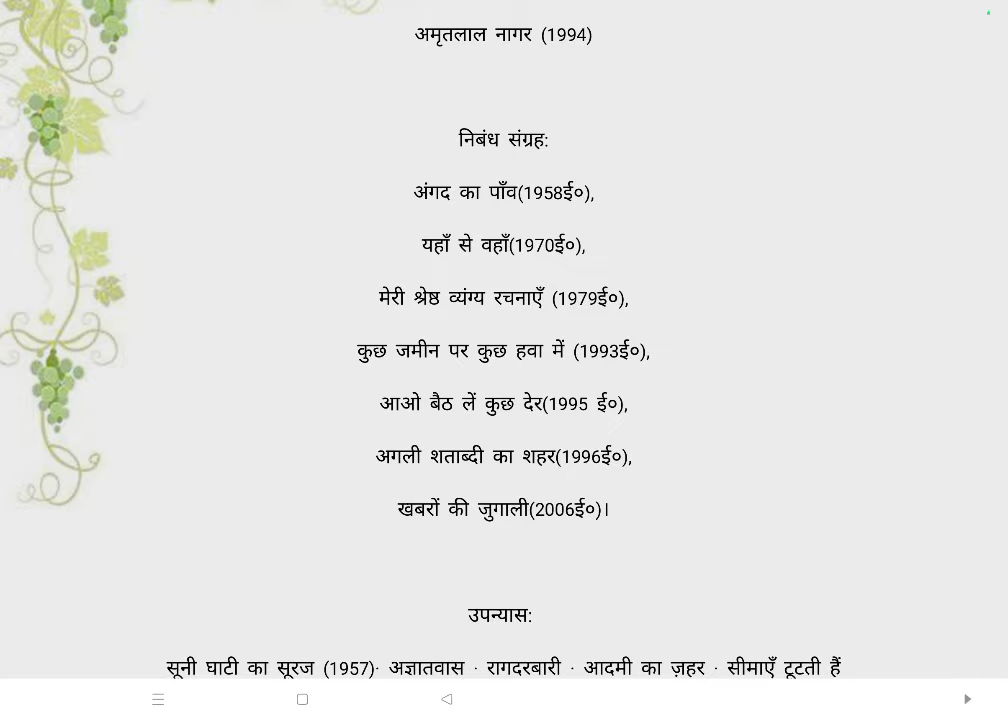 अमृतलाल नागर (1994)
निबंध संग्रह:
अंगद का पाँव(1958ई०),
यहाँ से वहाँ(1970ई०),
मेरी श्रेष्ठ व्यंग्य रचनाएँ (1979ई०),
कुछ जमीन पर कुछ हवा में (1993ई०),
आओ बैठ लें कुछ देर(1995 ई०),
अगली शताब्दी का शहर(1996ई०),
खबरों की जुगाली(2006ई०)।
उपन्यास:
सूनी घाटी का सूरज (1957)· अज्ञातवास · रागदरबारी · आदमी का ज़हर · सीमाएँ टूटती हैं